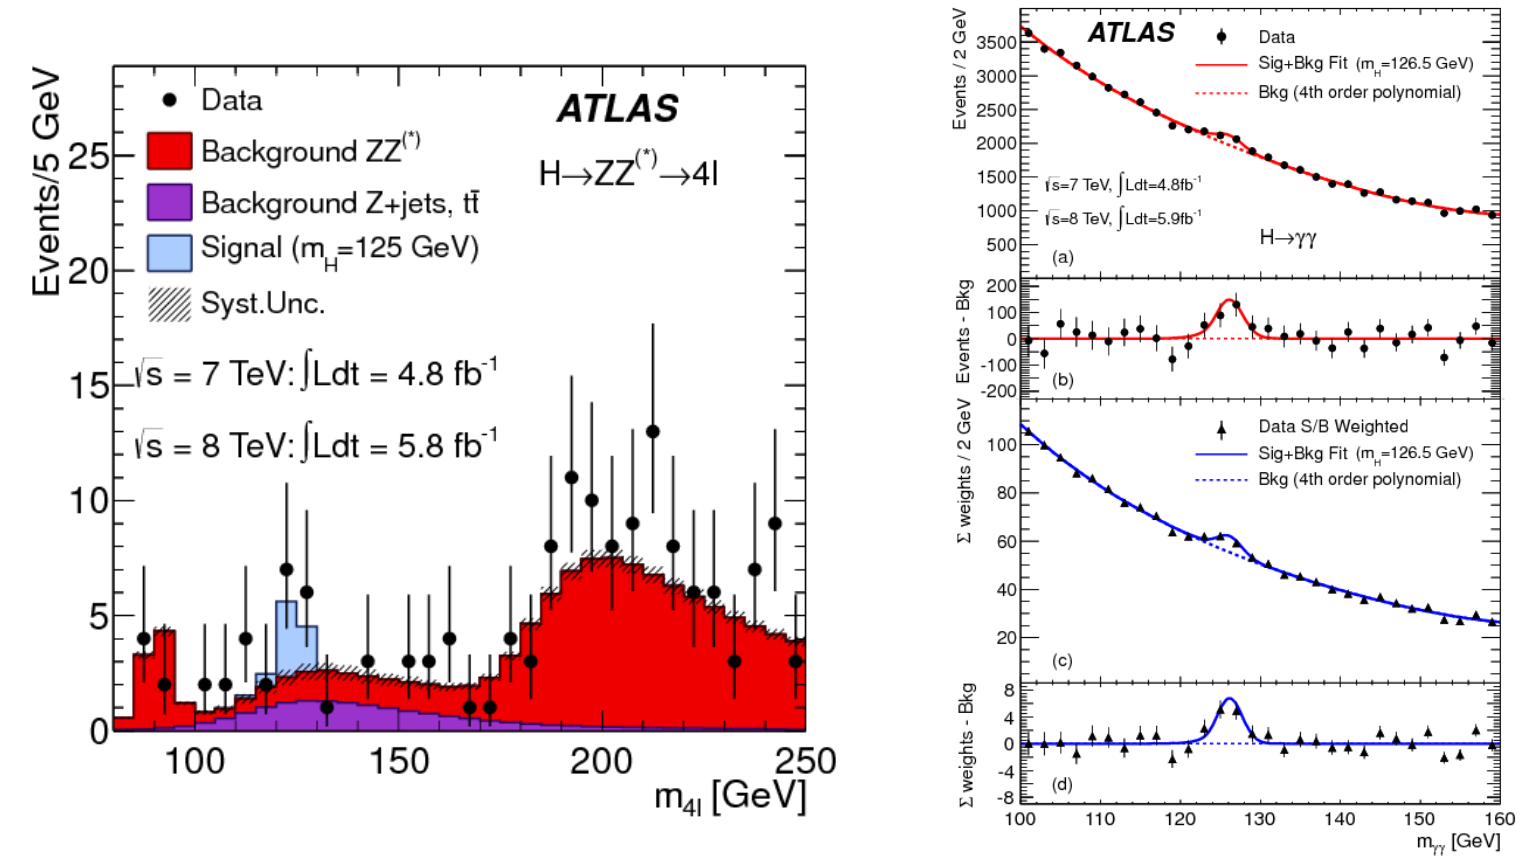 Events/5 GeV
25
20
15
10
5
0
Data
Background ZZ(*)
Background Z+jets, tt̄
Signal (mH=125 GeV)
Syst.Unc.
√s = 7 TeV: ∫Ldt = 4.8 fb-1
√s = 8 TeV: ∫Ldt = 5.8 fb-1
ATLAS
H→ZZ(*)→4l
100 150 200 250
m4l [GeV]
Events / 2 GeV
3500
3000
2500
2000
1500
1000
500
ATLAS
Data
Sig+Bkg Fit (mH=126.5 GeV)
Bkg (4th order polynomial)
√s=7 TeV, ∫Ldt=4.8fb-1
√s=8 TeV, ∫Ldt=5.9fb-1
H→γγ
(a)
Events - Bkg
200
100
0
-100
-200
(b)
Σ weights / 2 GeV
100
80
60
40
20
Data S/B Weighted
Sig+Bkg Fit (mH=126.5 GeV)
Bkg (4th order polynomial)
(c)
Σ weights - Bkg
8
4
0
-4
-8
(d)
100 110 120 130 140 150 160
mγγ [GeV]